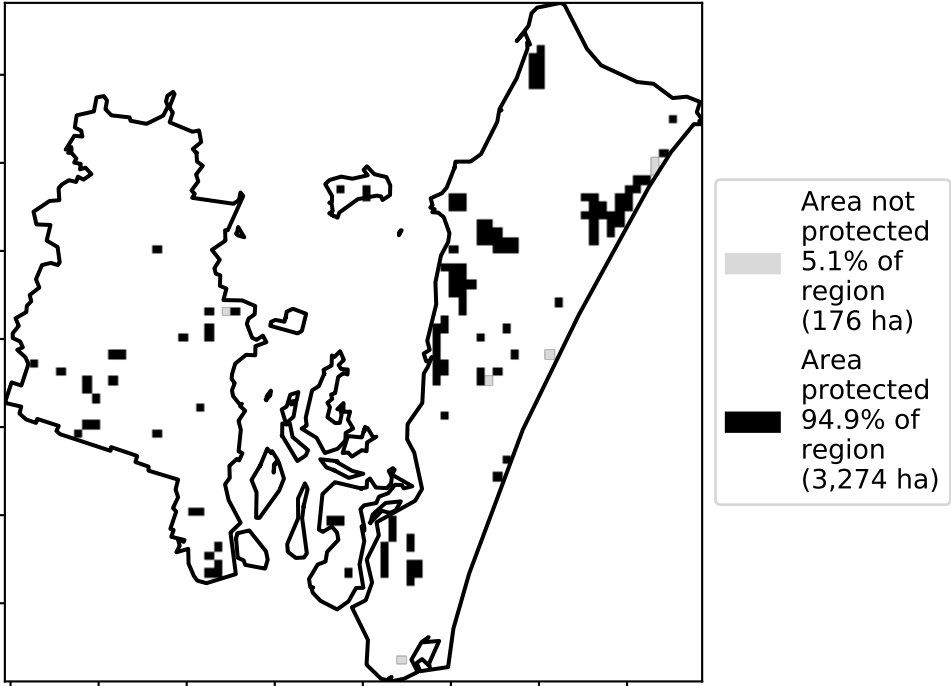 Area not
protected
5.1% of
region
(176 ha)
Area
protected
94.9% of
region
(3,274 ha)